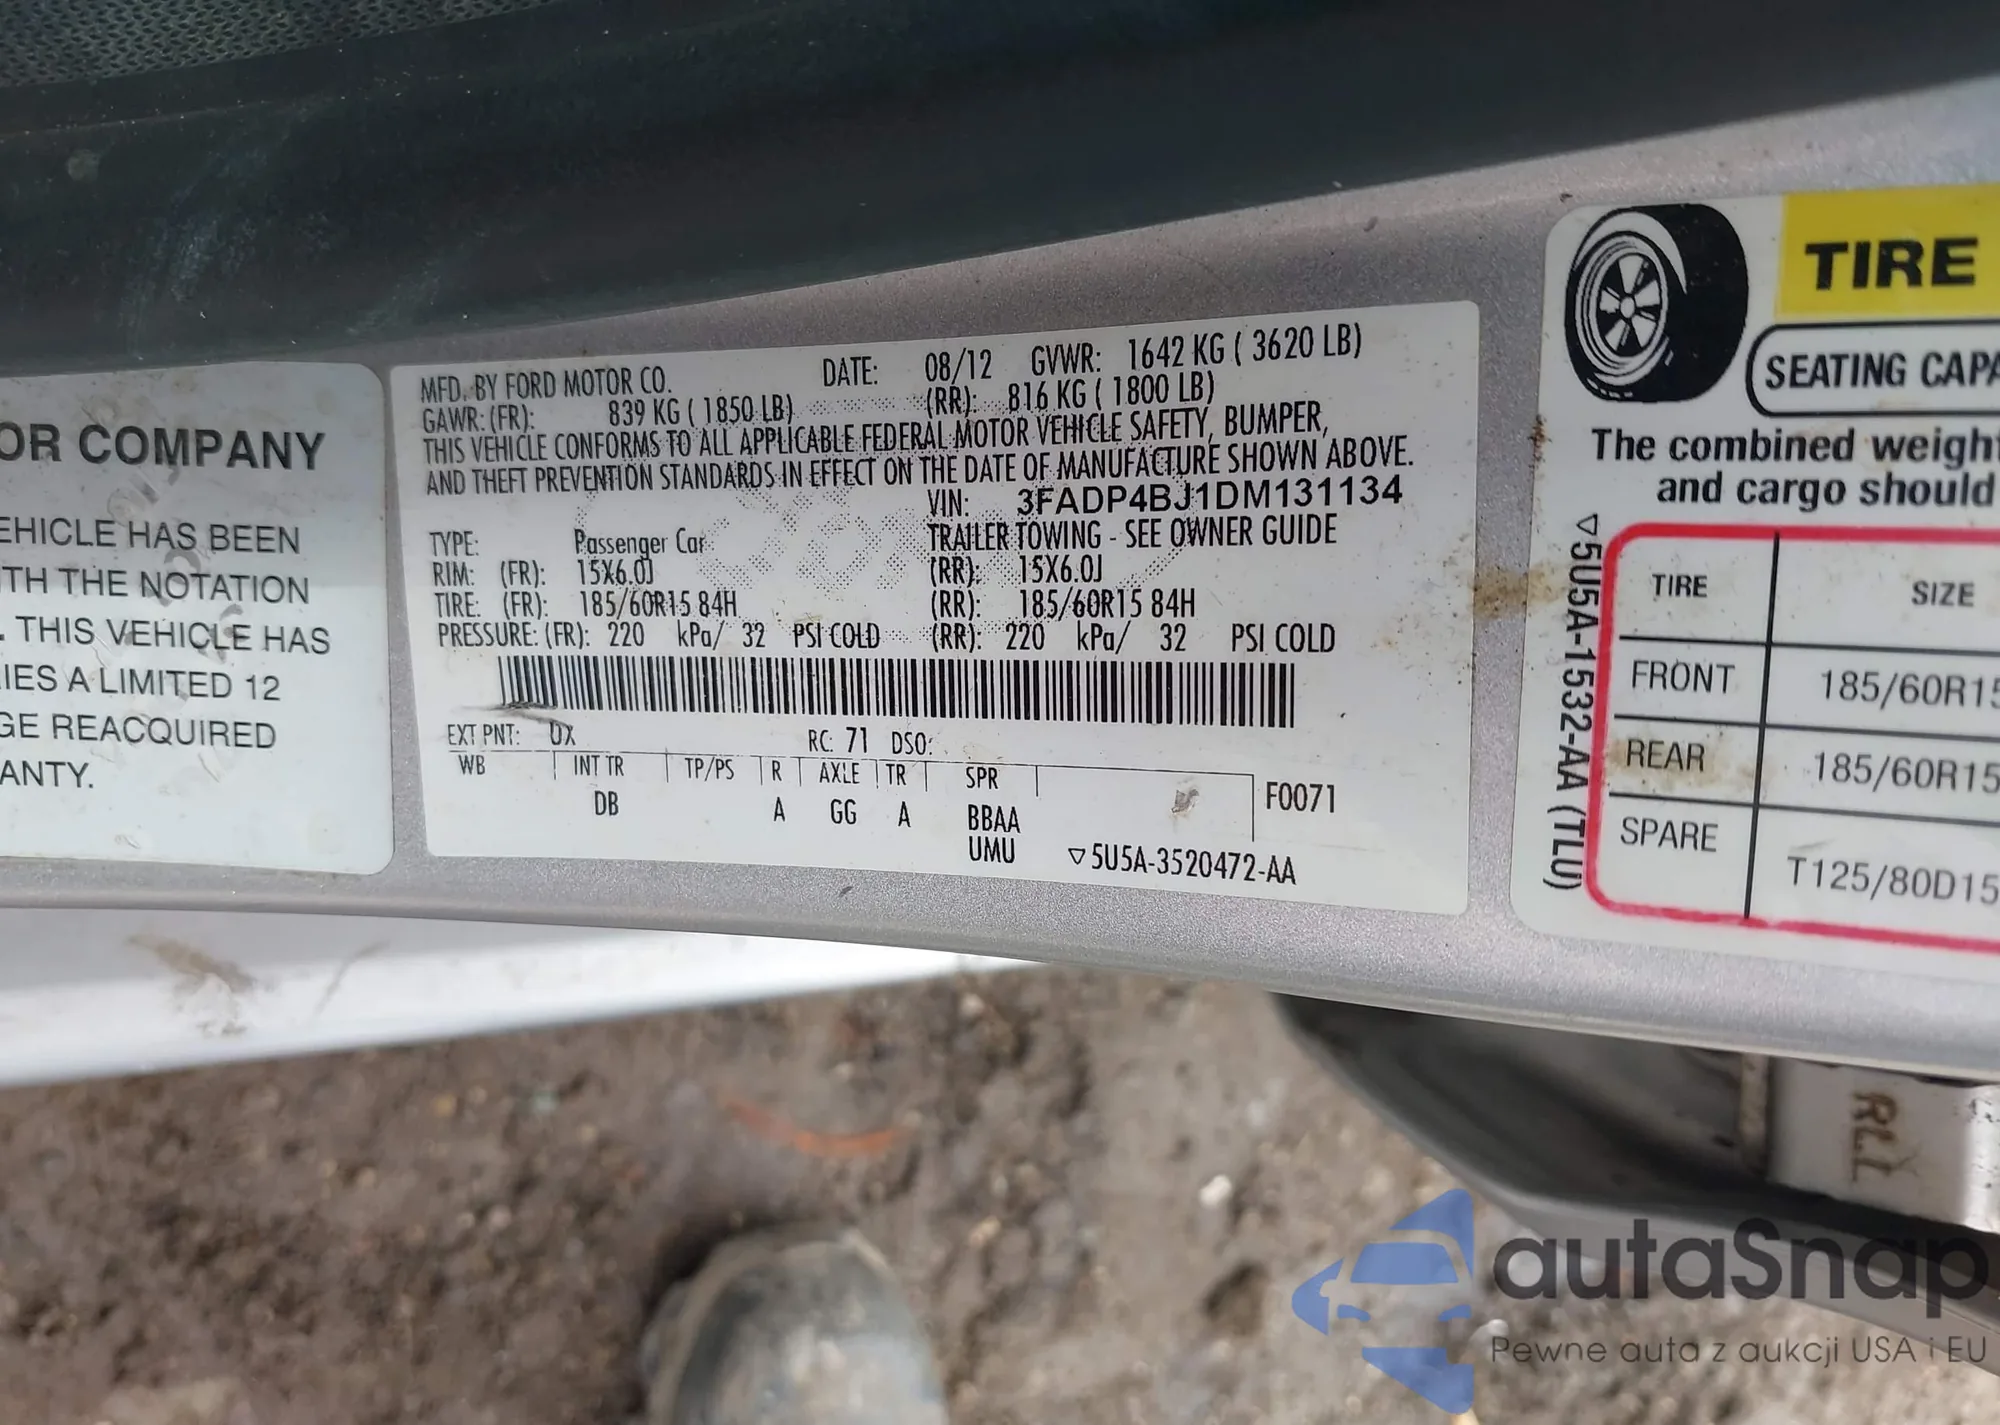 OR COMPANY
EHICLE HAS BEEN
TH THE NOTATION
. THIS VEHICLE HAS
IES A LIMITED 12
GE REACQUIRED
ANTY.
MFD. BY FORD MOTOR CO. DATE: 08/12 GVWR: 1642 KG ( 3620 LB)
GAWR: (FR): 839 KG ( 1850 LB) (RR): 816 KG ( 1800 LB)
THIS VEHICLE CONFORMS TO ALL APPLICABLE FEDERAL MOTOR VEHICLE SAFETY, BUMPER,
AND THEFT PREVENTION STANDARDS IN EFFECT ON THE DATE OF MANUFACTURE SHOWN ABOVE.
VIN: 3FADP4BJ1DM131134
TYPE: Passenger Car TRAILER TOWING - SEE OWNER GUIDE
RIM: (FR): 15X6.0J (RR): 15X6.0J
TIRE: (FR): 185/60R15 84H (RR): 185/60R15 84H
PRESSURE: (FR): 220 kPa/ 32 PSI COLD (RR): 220 kPa/ 32 PSI COLD
EXT PNT: UX RC: 71 DSO:
WB INT TR TP/PS R AXLE TR SPR
DB A GG A BBAA
UMU
F0071
▽5U5A-3520472-AA
TIRE
SEATING CAPA
The combined weight
and cargo should
▽5U5A-1532-AA (TLU)
TIRE SIZE
FRONT 185/60R15
REAR 185/60R15
SPARE T125/80D15
RLI
autaSnap
Pewne auta z aukcji USA i EU